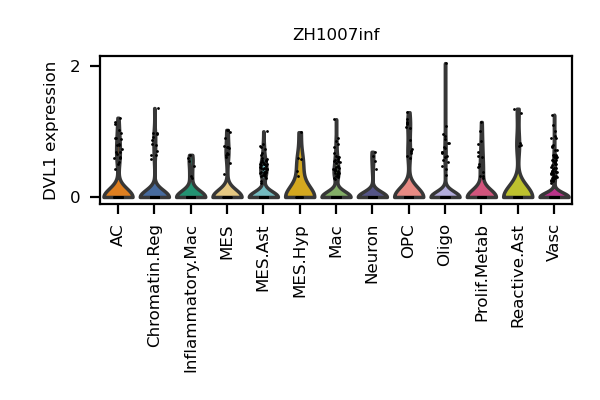 ZH1007inf
DVL1 expression
2
0
AC
Chromatin.Reg
Inflammatory.Mac
MES
MES.Ast
MES.Hyp
Mac
Neuron
OPC
Oligo
Prolif.Metab
Reactive.Ast
Vasc